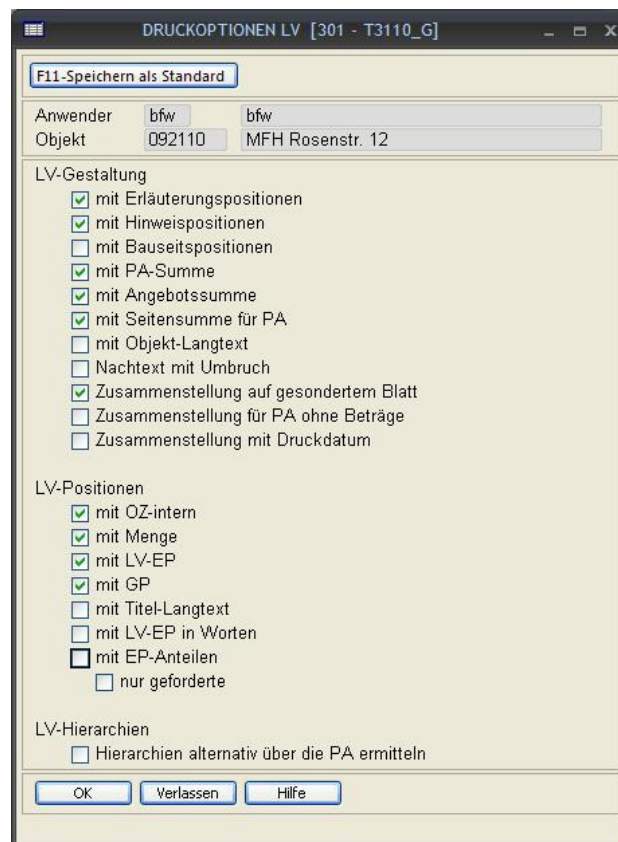 DRUCKOPTIONEN LV [301 - T3110_G]
F11-Speichern als Standard
Anwender bfw bfw
Objekt 092110 MFH Rosenstr. 12
LV-Gestaltung
mit Erläuterungspositionen
mit Hinweispositionen
mit Bauseitspositionen
mit PA-Summe
mit Angebotssumme
mit Seitensumme für PA
mit Objekt-Langtext
Nachtext mit Umbruch
Zusammenstellung auf gesondertem Blatt
Zusammenstellung für PA ohne Beträge
Zusammenstellung mit Druckdatum
LV-Positionen
mit OZ-intern
mit Menge
mit LV-EP
mit GP
mit Titel-Langtext
mit LV-EP in Worten
mit EP-Anteilen
nur geforderte
LV-Hierarchien
Hierarchien alternativ über die PA ermitteln
OK Verlassen Hilfe